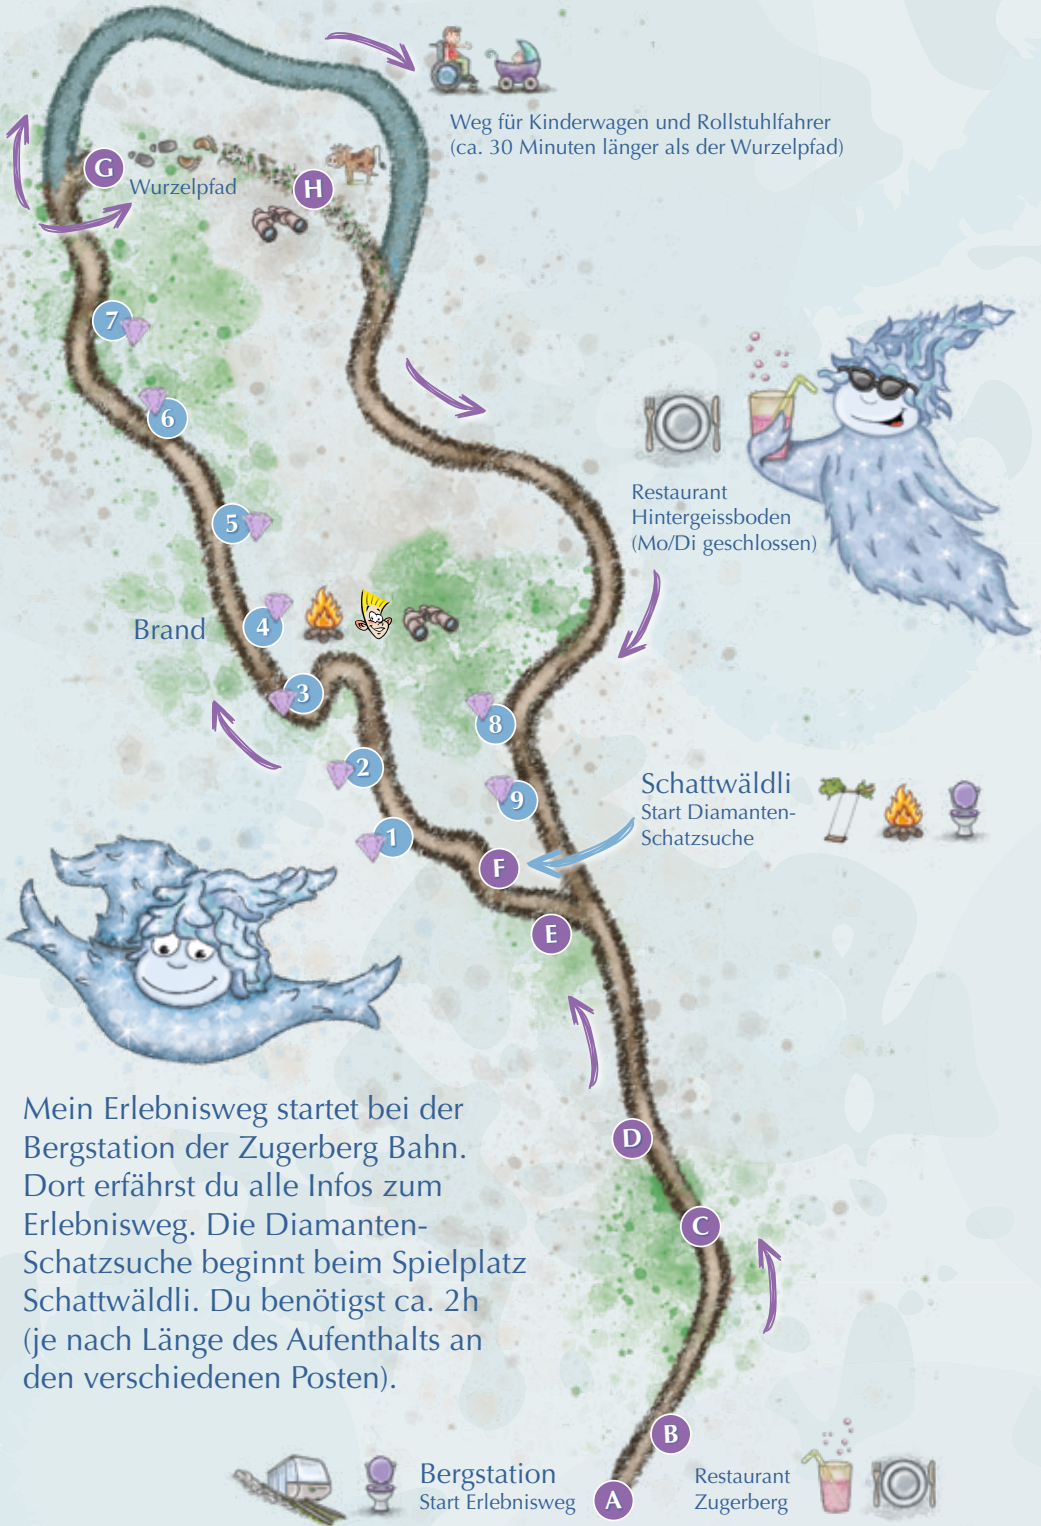 Weg für Kinderwagen und Rollstuhlfahrer
(ca. 30 Minuten länger als der Wurzelpfad)
G
Wurzelpfad
H
7
6
Restaurant
Hintergeissboden
(Mo/Di geschlossen)
5
Brand
4
3
8
2
9
Schattwäldli
Start Diamanten-
Schatzsuche
1
F
E
Mein Erlebnisweg startet bei der
Bergstation der Zugerberg Bahn.
Dort erfährst du alle Infos zum
Erlebnisweg. Die Diamanten-
Schatzsuche beginnt beim Spielplatz
Schattwäldli. Du benötigst ca. 2h
(je nach Länge des Aufenthalts an
den verschiedenen Posten).
D
C
B
Bergstation
Start Erlebnisweg
A
Restaurant
Zugerberg